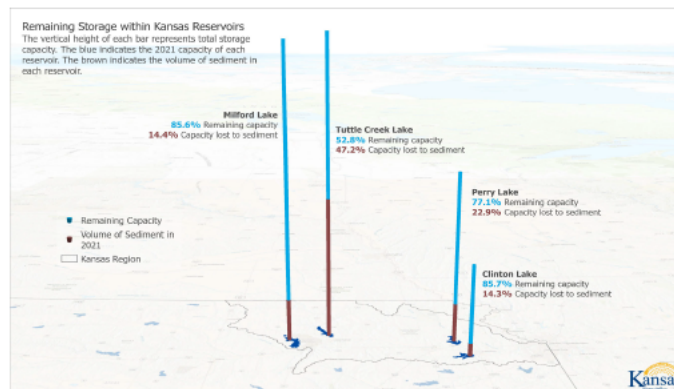 Remaining Storage within Kansas Reservoirs
The vertical height of each bar represents total storage
capacity. The blue indicates the 2021 capacity of each
reservoir. The brown indicates the volume of sediment in
each reservoir.
Milford Lake
85.6% Remaining capacity
14.4% Capacity lost to sediment
Tuttle Creek Lake
52.8% Remaining capacity
47.2% Capacity lost to sediment
Perry Lake
77.1% Remaining capacity
22.9% Capacity lost to sediment
Remaining Capacity
Volume of Sediment in
2021
Kansas Region
Clinton Lake
85.7% Remaining capacity
14.3% Capacity lost to sediment
Kansa